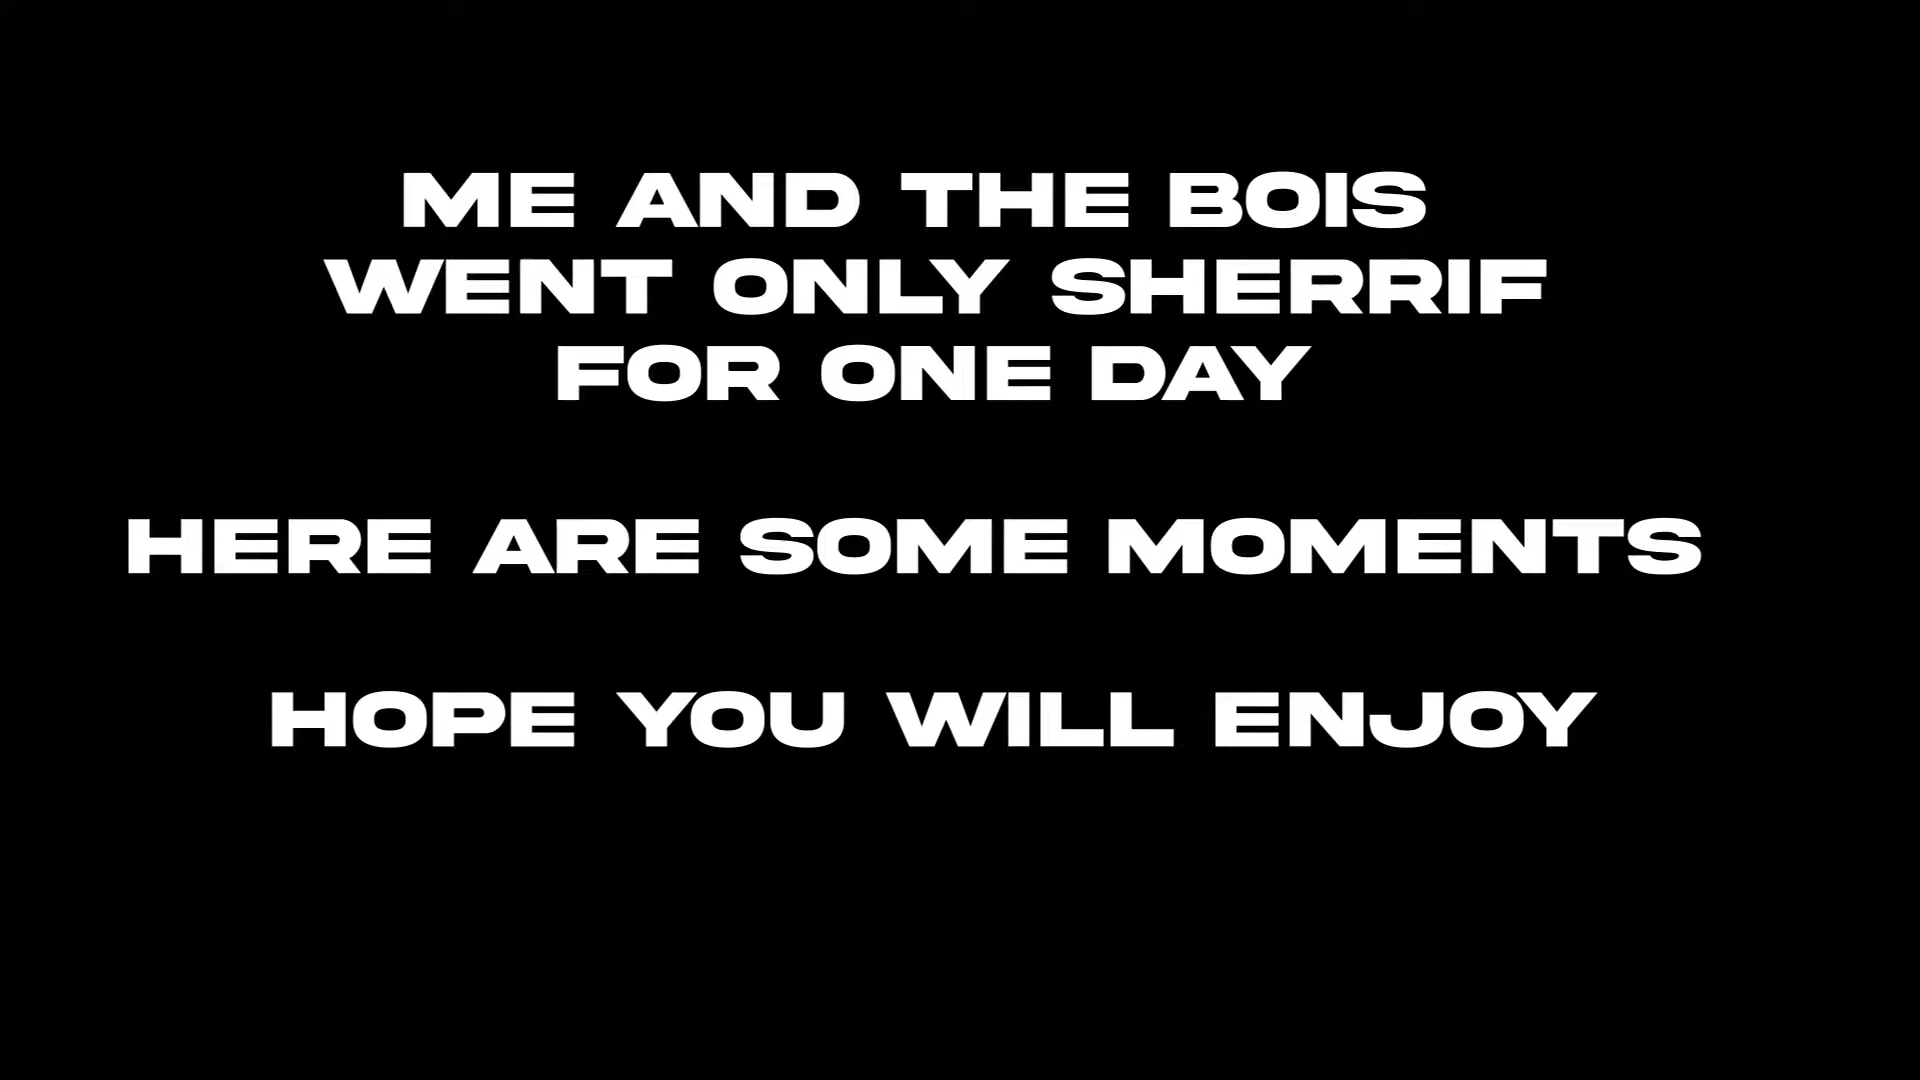 ME AND THE BOIS
WENT ONLY SHERRIF
FOR ONE DAY
HERE ARE SOME MOMENTS
HOPE YOU WILL ENJOY